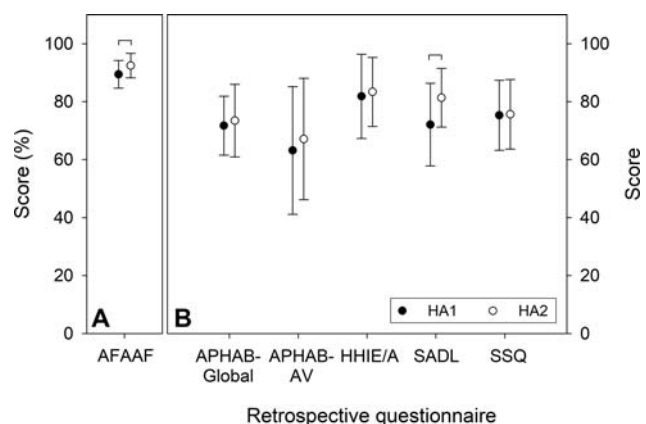 Score (%)
100
80
60
40
20
0
A
B
HA1
HA2
100
80
60
40
20
0
Score
AFAAF
APHAB-
Global
APHAB-
AV
HHIE/A
SADL
SSQ
Retrospective questionnaire